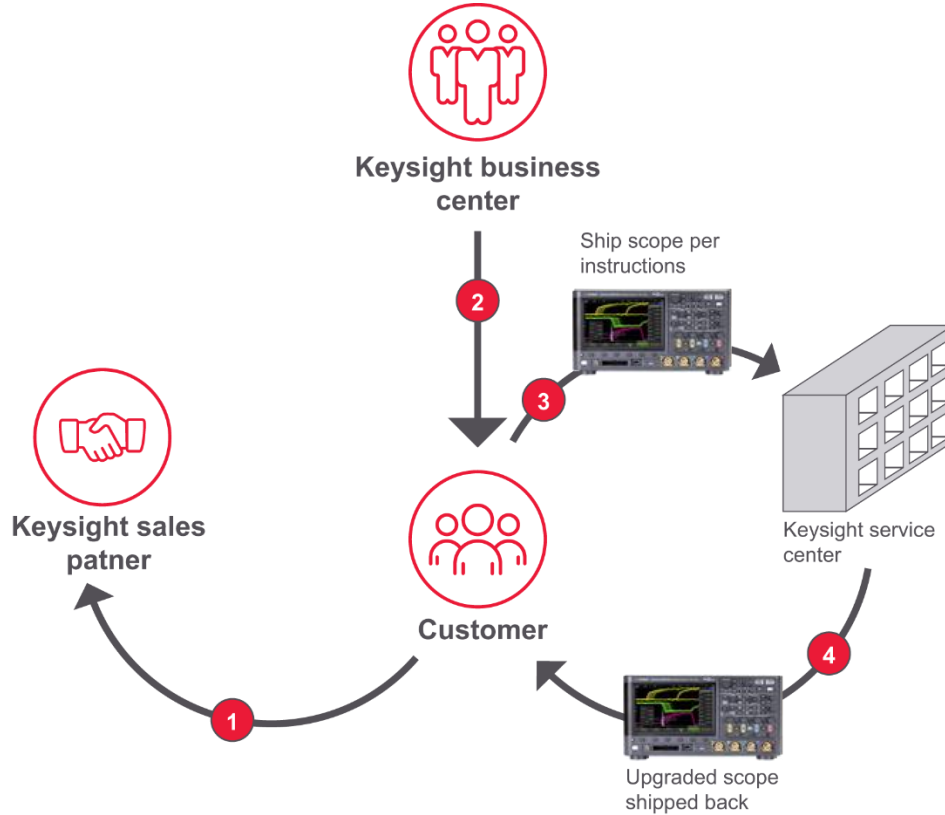 Keysight business
center
Ship scope per
instructions
2
3
Keysight sales
patner
Keysight service
center
Customer
4
1
Upgraded scope
shipped back